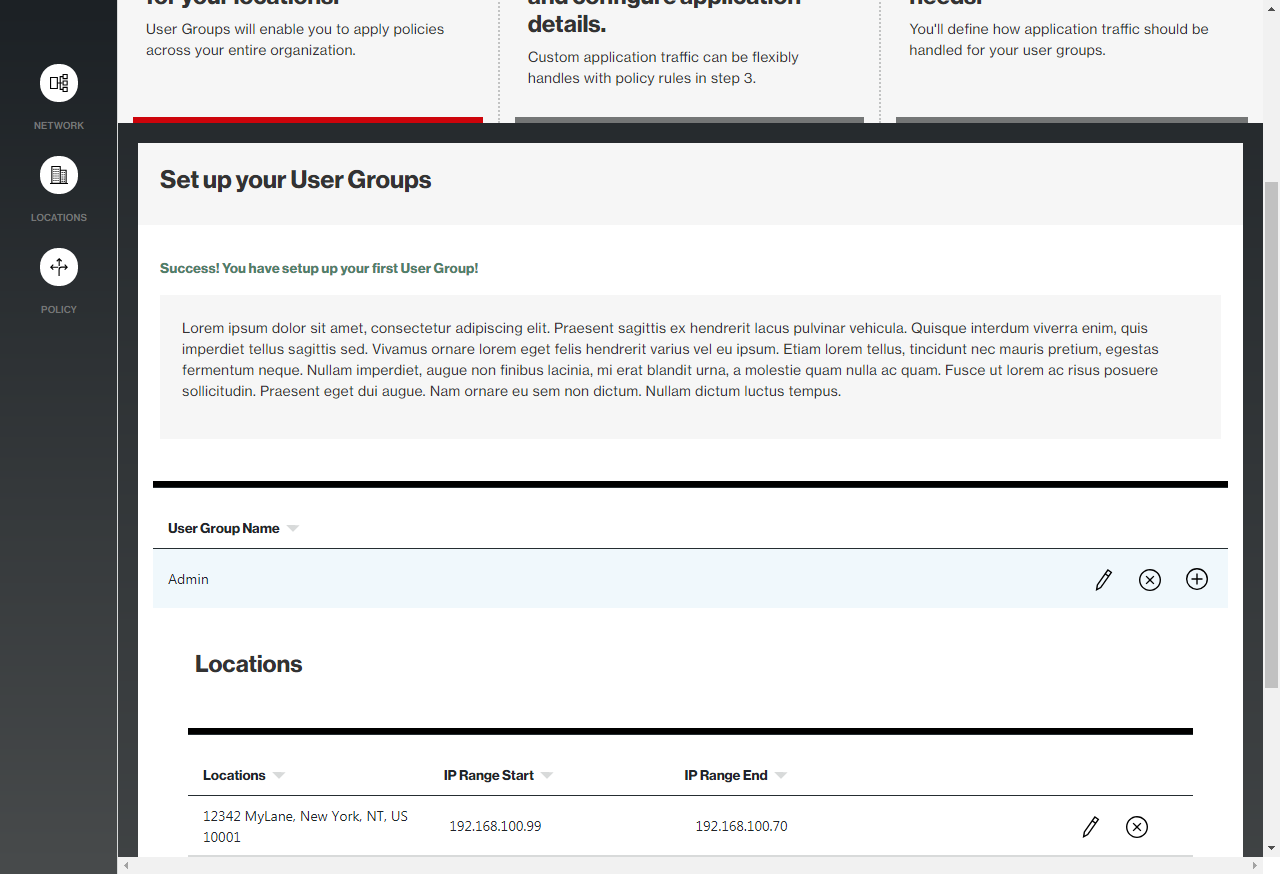 for your locations.
User Groups will enable you to apply policies
across your entire organization.
and configure application
details.
Custom application traffic can be flexibly
handles with policy rules in step 3.
needs.
You'll define how application traffic should be
handled for your user groups.
NETWORK
LOCATIONS
POLICY
Set up your User Groups
Success! You have setup up your first User Group!
Lorem ipsum dolor sit amet, consectetur adipiscing elit. Praesent sagittis ex hendrerit lacus pulvinar vehicula. Quisque interdum viverra enim, quis
imperdiet tellus sagittis sed. Vivamus ornare lorem eget felis hendrerit varius vel eu ipsum. Etiam lorem tellus, tincidunt nec mauris pretium, egestas
fermentum neque. Nullam imperdiet, augue non finibus lacinia, mi erat blandit urna, a molestie quam nulla ac quam. Fusce ut lorem ac risus posuere
sollicitudin. Praesent eget dui augue. Nam ornare eu sem non dictum. Nullam dictum luctus tempus.
User Group Name
Admin
Locations
Locations IP Range Start IP Range End
12342 MyLane, New York, NT, US
10001
192.168.100.99 192.168.100.70